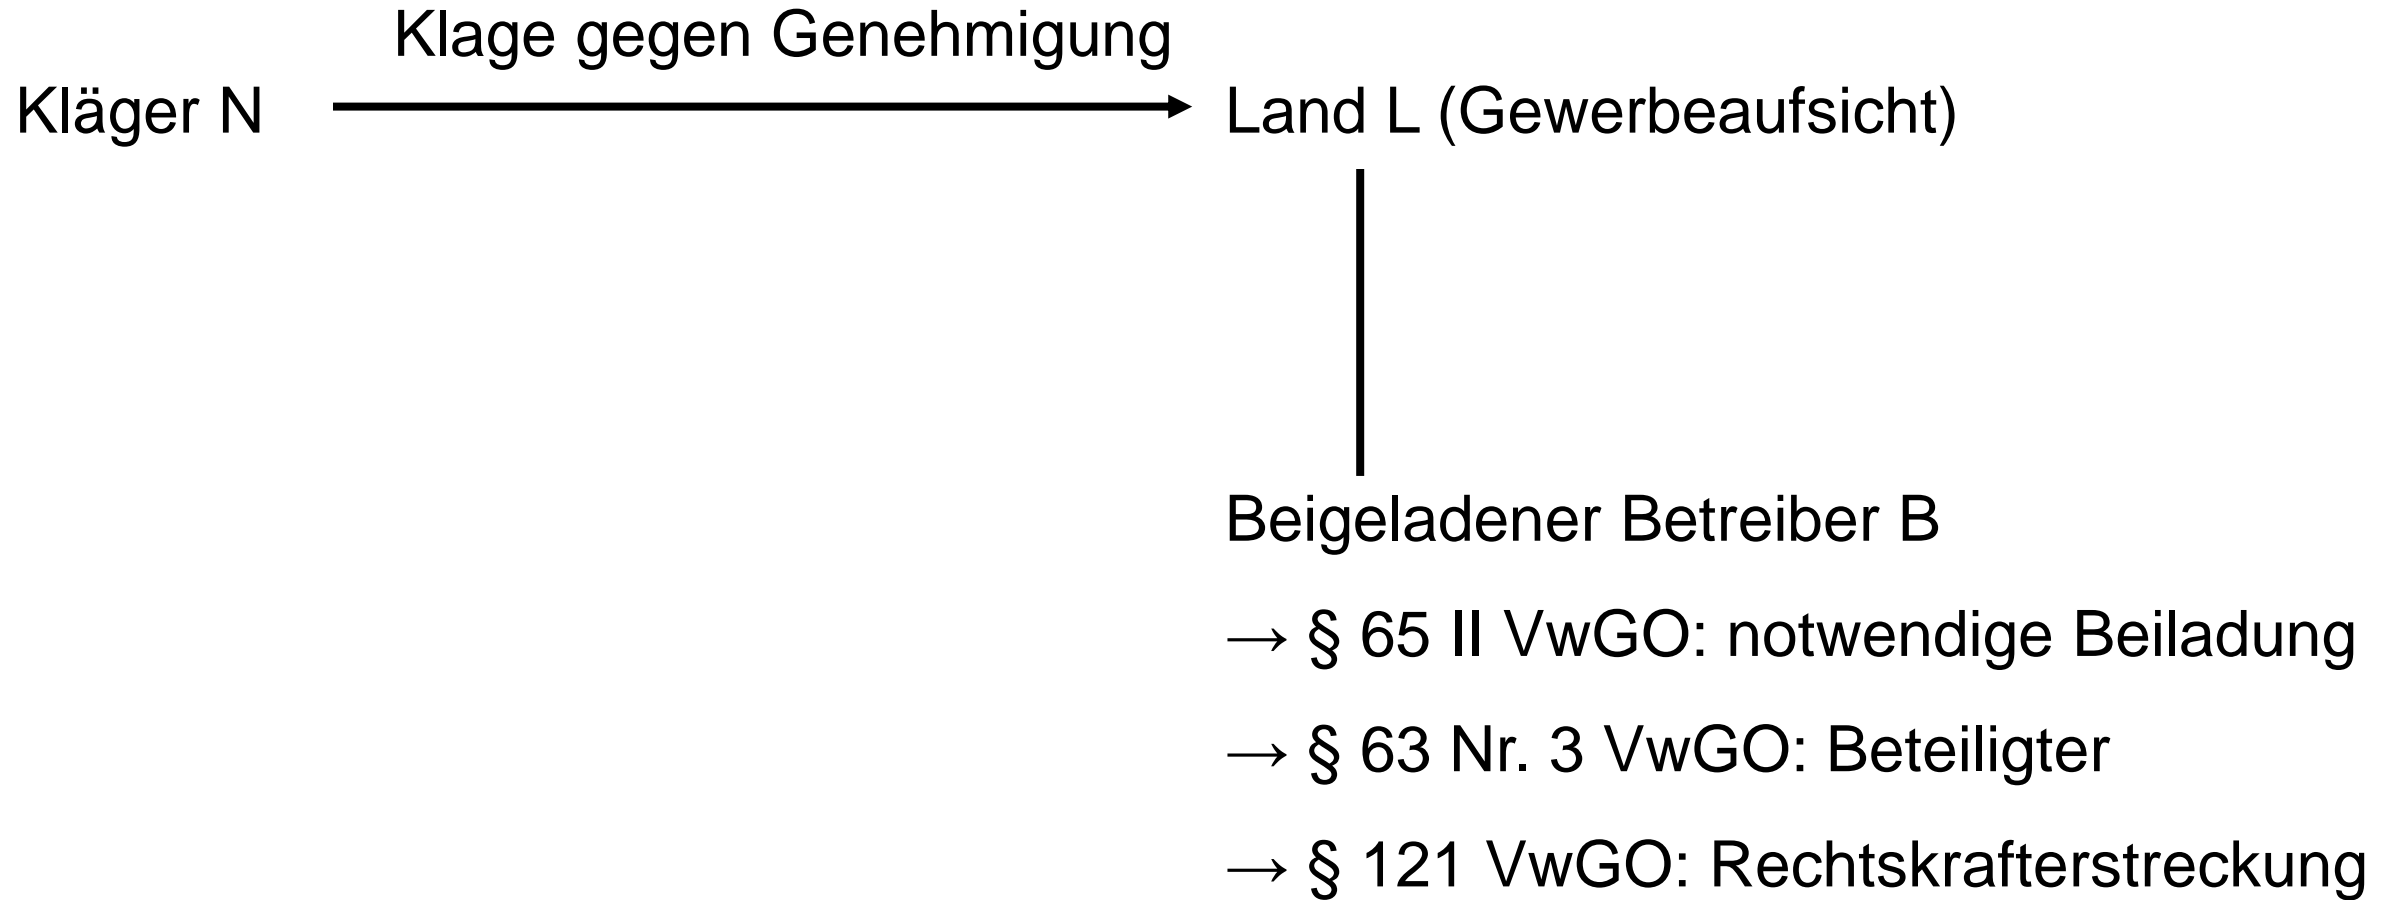 Klage gegen Genehmigung
Kläger N
Land L (Gewerbeaufsicht)
Beigeladener Betreiber B
→ § 65 II VwGO: notwendige Beiladung
→ § 63 Nr. 3 VwGO: Beteiligter
→ § 121 VwGO: Rechtskrafterstreckung